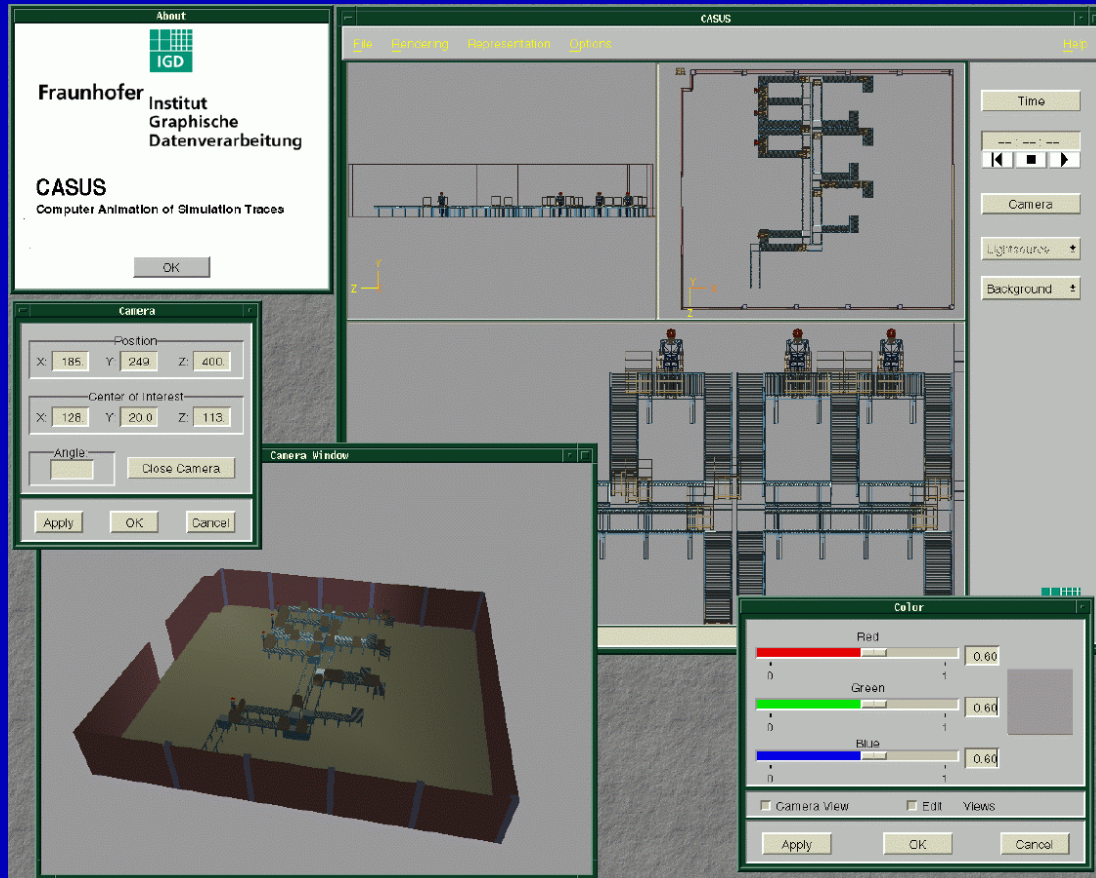 About
IGD
Fraunhofer
Institut
Graphische
Datenverarbeitung
CASUS
Computer Animation of Simulation Traces
OK
CASUS
File Rendering Representation Options Help
Time
-- : -- : --
Camera
Lightsource
Background
Y
Z
Y
Z
Camera
Position
X: 185. Y: 249. Z: 400.
Center of Interest
X: 128. Y: 20.0 Z: 113.
Angle:
Close Camera
Apply OK Cancel
Camera Window
Color
Red
0.60
0 1
Green
0.60
0 1
Blue
0.60
0 1
Camera View Edit Views
Apply OK Cancel